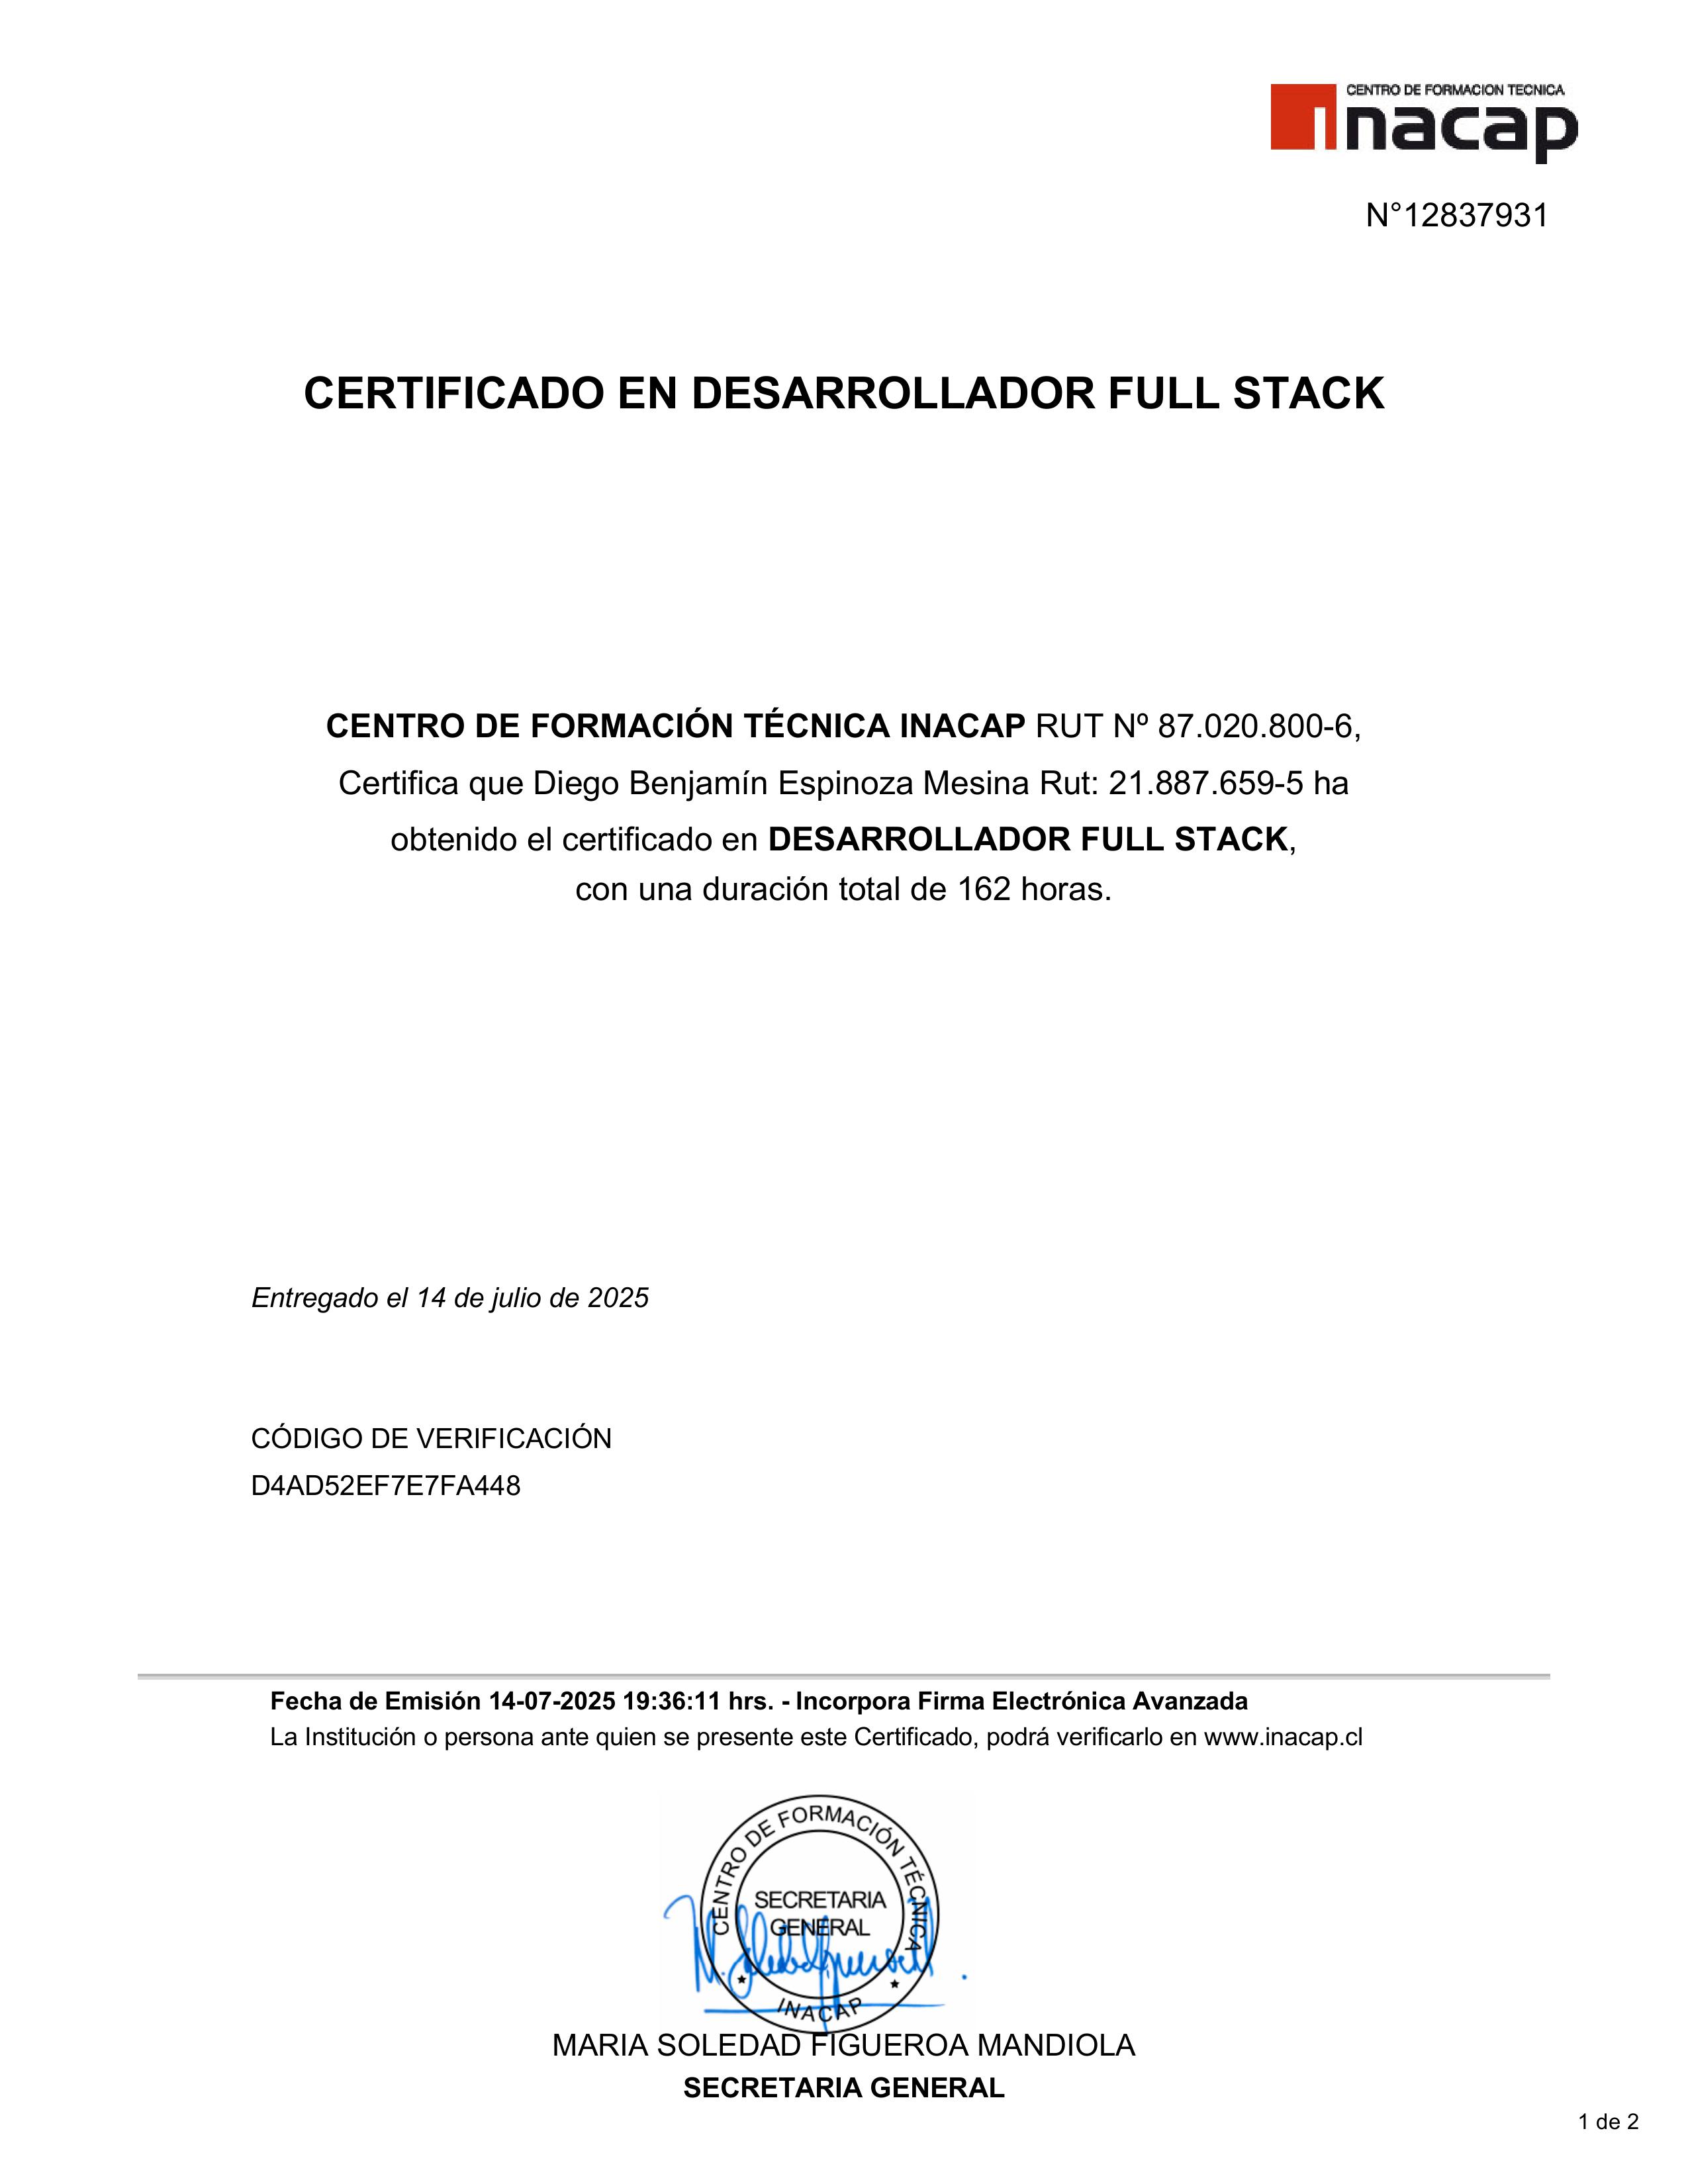 CENTRO DE FORMACION TECNICA
inacap
N°12837931
CERTIFICADO EN DESARROLLADOR FULL STACK
CENTRO DE FORMACIÓN TÉCNICA INACAP RUT Nº 87.020.800-6,
Certifica que Diego Benjamín Espinoza Mesina Rut: 21.887.659-5 ha
obtenido el certificado en DESARROLLADOR FULL STACK,
con una duración total de 162 horas.
Entregado el 14 de julio de 2025
CÓDIGO DE VERIFICACIÓN
D4AD52EF7E7FA448
Fecha de Emisión 14-07-2025 19:36:11 hrs. - Incorpora Firma Electrónica Avanzada
La Institución o persona ante quien se presente este Certificado, podrá verificarlo en www.inacap.cl
CENTRO DE FORMACIÓN TÉCNICA
SECRETARIA
GENERAL
INACAP
MARIA SOLEDAD FIGUEROA MANDIOLA
SECRETARIA GENERAL
1 de 2